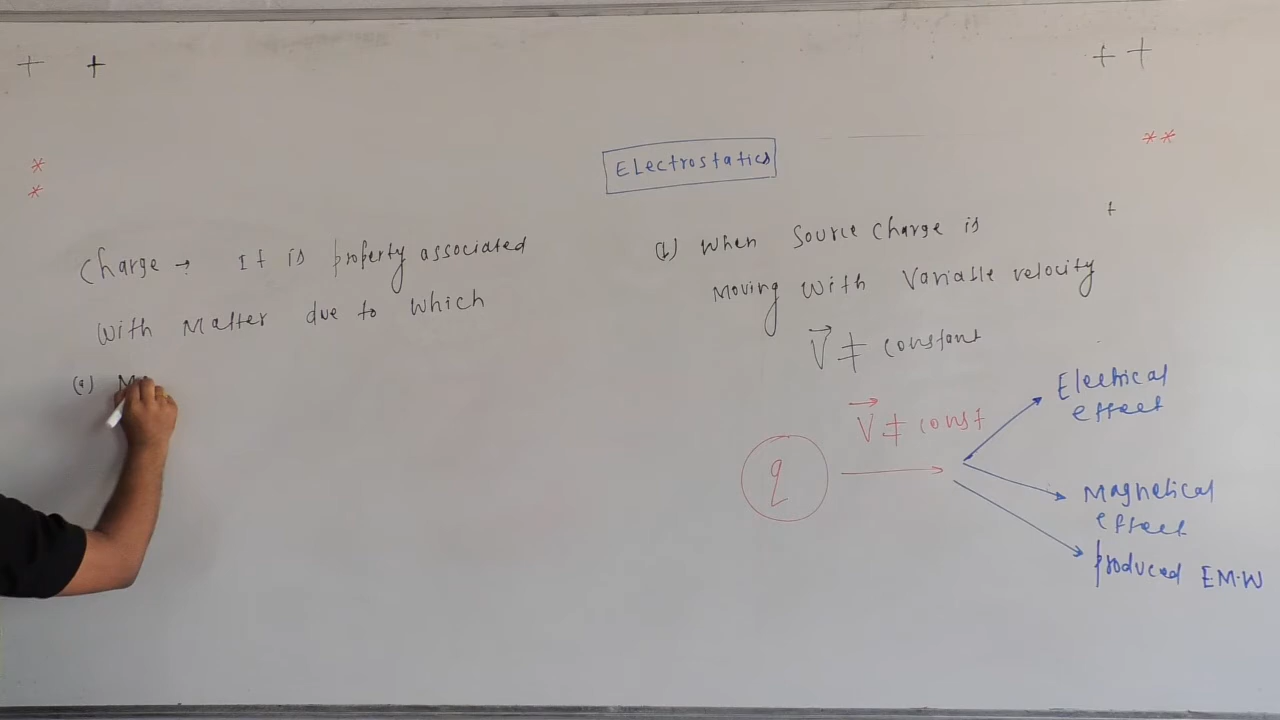 Electrostatics
Charge → It is property associated
with Matter due to which
(a)
(b) When Source charge is
Moving with Variable velocity
V ≠ constant
V ≠ const
q
Electrical
effect
Magnetical
effect
produced E.M.W